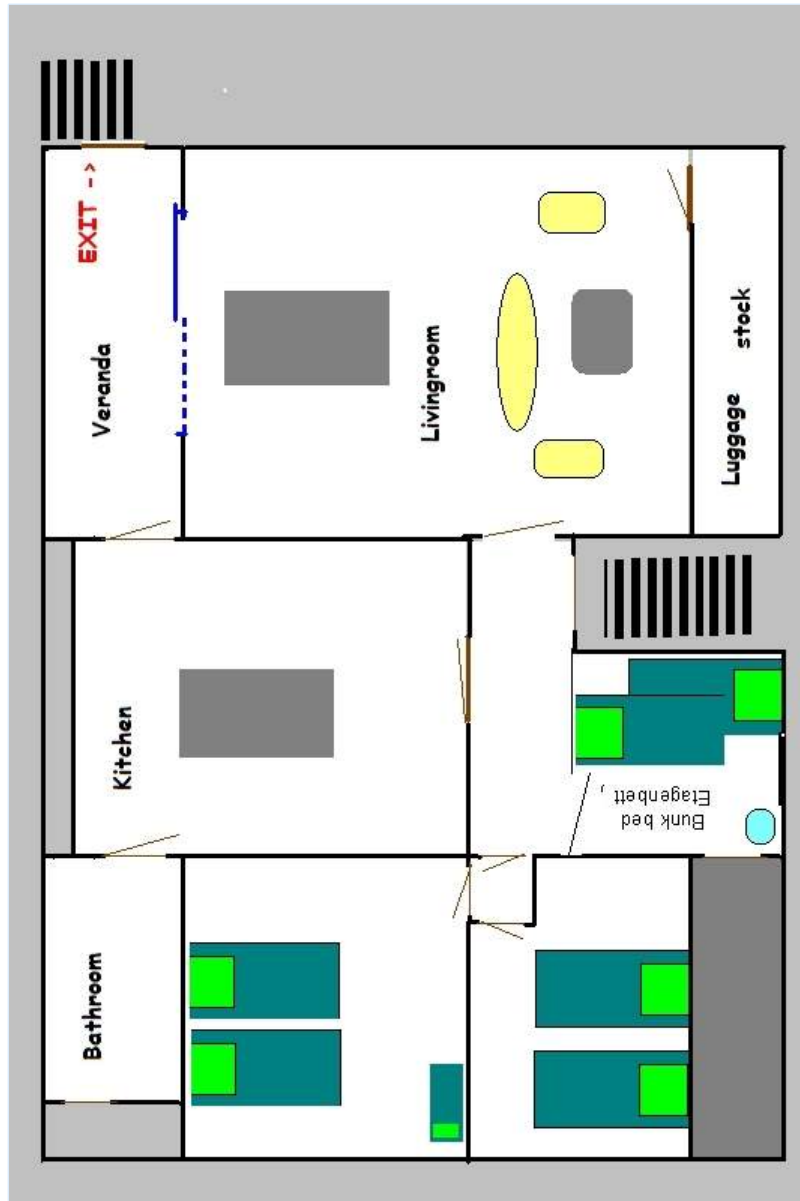 EXIT ->
Veranda
Livingroom
Luggage stock
Kitchen
Bunk bed
Etagenbett ,
Bathroom